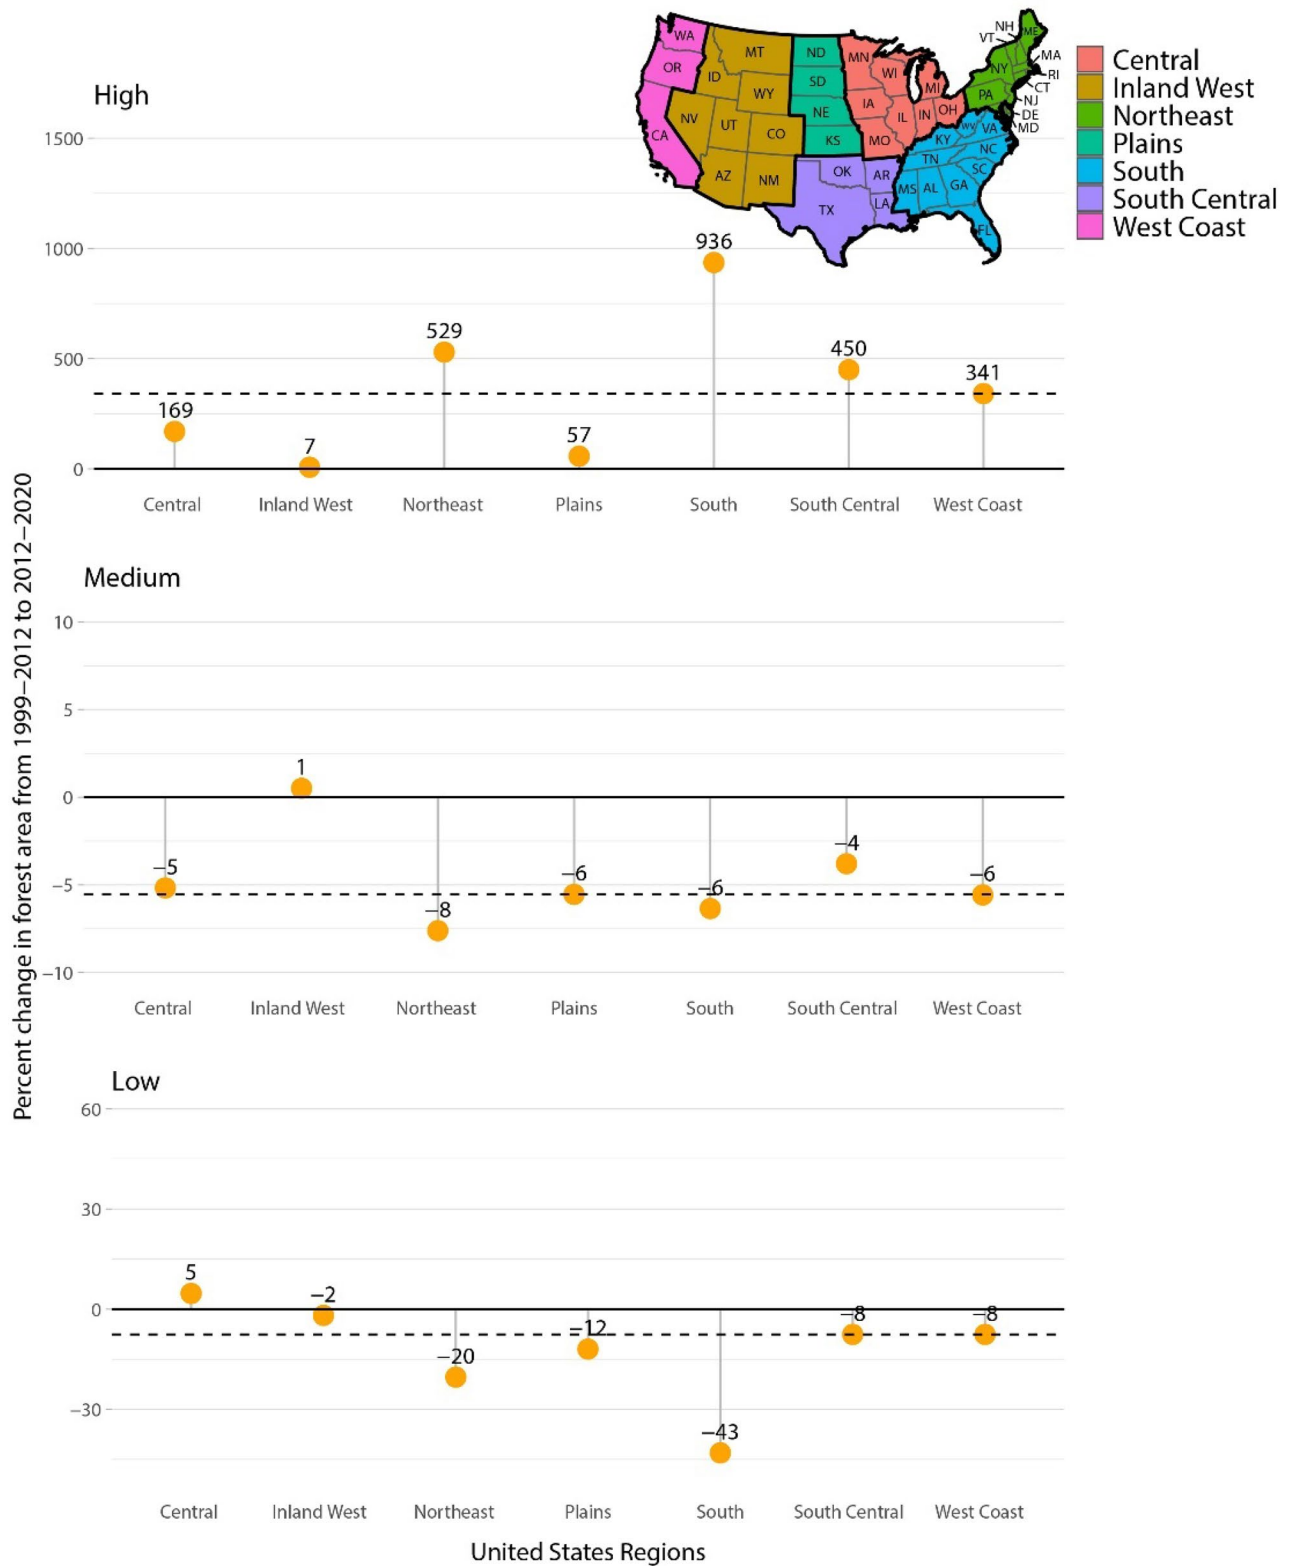 NH
VT
ME
WA
MT
ND
MN
MA
OR
ID
SD
WI
NY
RI
MI
CT
WY
PA
NJ
NE
IA
OH
DE
NV
IL
IN
MD
UT
CO
KS
MO
WV
VA
CA
KY
NC
TN
AZ
NM
OK
AR
SC
MS
AL
GA
TX
LA
FL
Central
Inland West
Northeast
Plains
South
South Central
West Coast
Percent change in forest area from 1999−2012 to 2012−2020
High
1500
1000
500
0
169
7
529
57
936
450
341
Central Inland West Northeast Plains South South Central West Coast
Medium
10
5
0
−5
−10
−5
1
−8
−6
−6
−4
−6
Central Inland West Northeast Plains South South Central West Coast
Low
60
30
0
−30
5
−2
−20
−12
−43
−8
−8
Central Inland West Northeast Plains South South Central West Coast
United States Regions